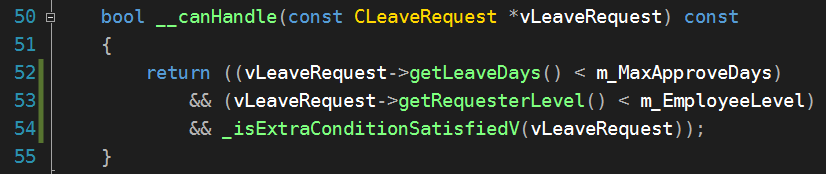 50 bool __canHandle(const CLeaveRequest *vLeaveRequest) const
51 {
52 return ((vLeaveRequest->getLeaveDays() < m_MaxApproveDays)
53 && (vLeaveRequest->getRequesterLevel() < m_EmployeeLevel)
54 && _isExtraConditionSatisfiedV(vLeaveRequest));
55 }